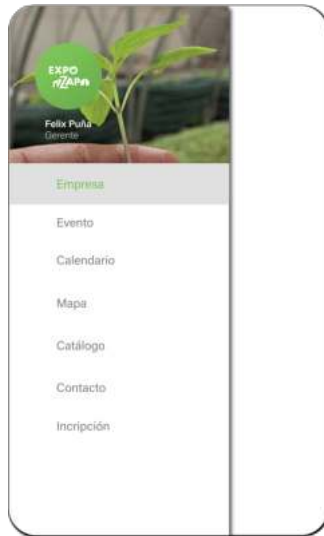 EXPO
Felix Puña
Gerente
Empresa
Evento
Calendario
Mapa
Catálogo
Contacto
Incripción